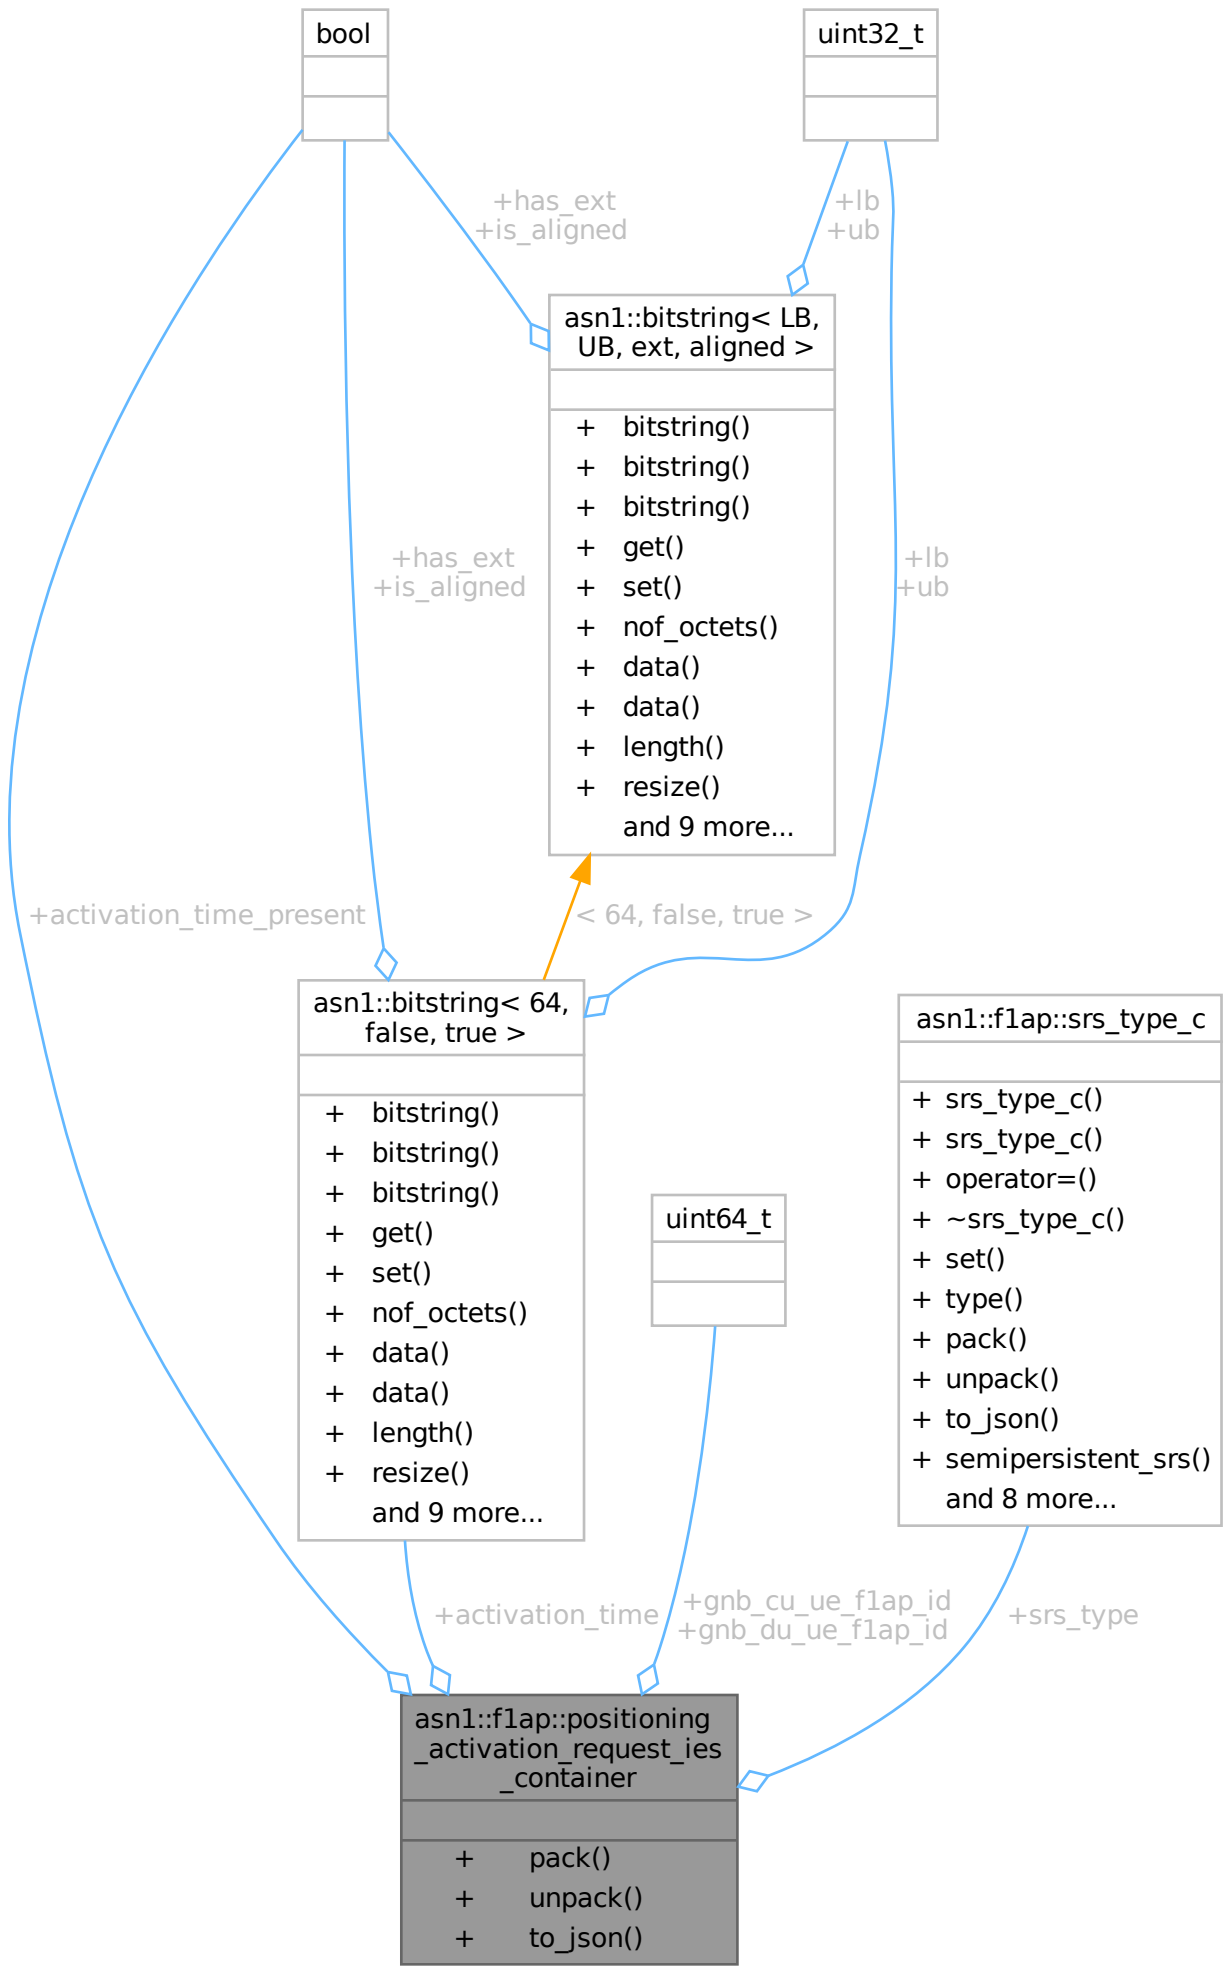 bool
uint32_t
+has_ext
+is_aligned
+lb
+ub
asn1::bitstring< LB,
UB, ext, aligned >
+ bitstring()
+ bitstring()
+ bitstring()
+ get()
+ set()
+ nof_octets()
+ data()
+ data()
+ length()
+ resize()
and 9 more...
+has_ext
+is_aligned
+lb
+ub
+activation_time_present
< 64, false, true >
asn1::bitstring< 64,
false, true >
+ bitstring()
+ bitstring()
+ bitstring()
+ get()
+ set()
+ nof_octets()
+ data()
+ data()
+ length()
+ resize()
and 9 more...
uint64_t
asn1::f1ap::srs_type_c
+ srs_type_c()
+ srs_type_c()
+ operator=()
+ ~srs_type_c()
+ set()
+ type()
+ pack()
+ unpack()
+ to_json()
+ semipersistent_srs()
and 8 more...
+activation_time
+gnb_cu_ue_f1ap_id
+gnb_du_ue_f1ap_id
+srs_type
asn1::f1ap::positioning
_activation_request_ies
_container
+ pack()
+ unpack()
+ to_json()